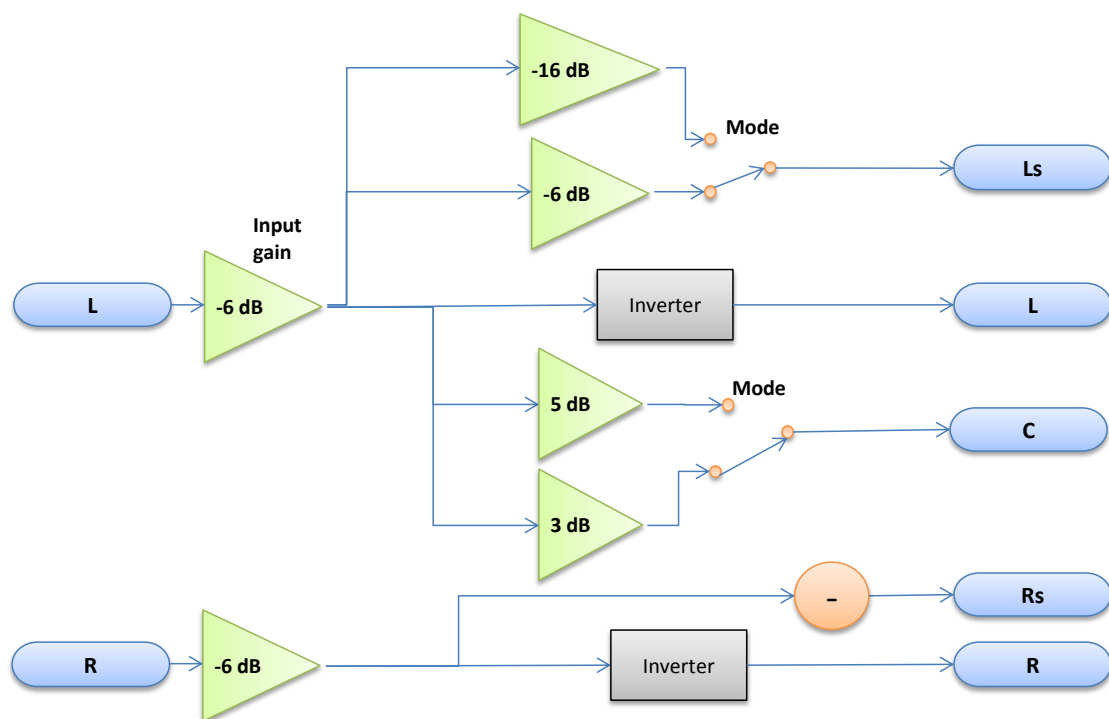 -16 dB
Mode
Ls
-6 dB
Input
gain
L
-6 dB
Inverter
L
Mode
5 dB
C
3 dB
–
Rs
R
-6 dB
Inverter
R